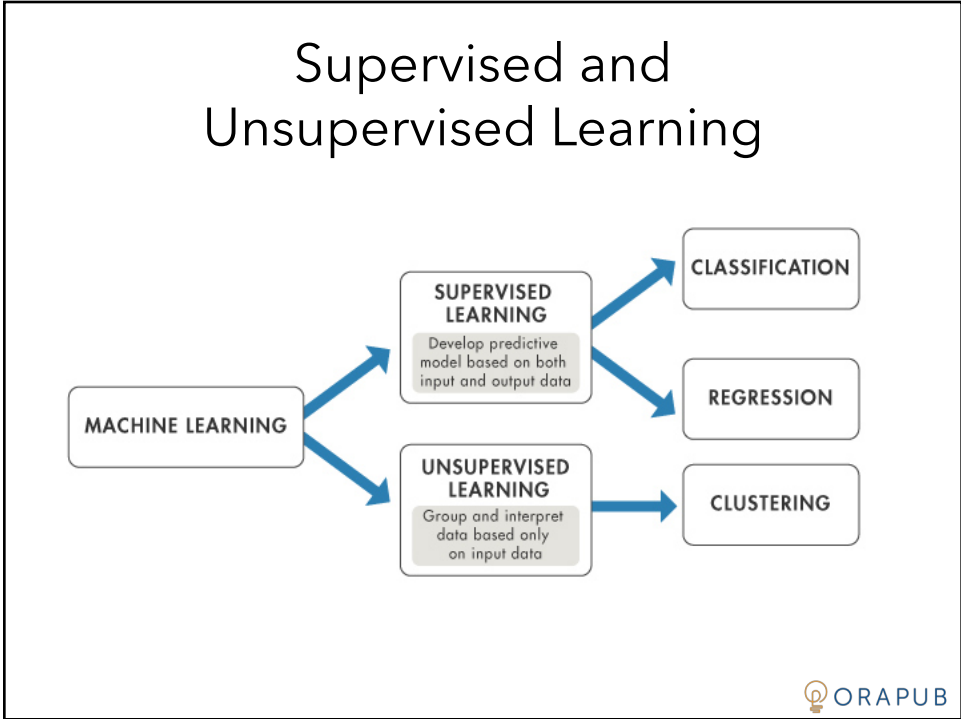 Supervised and
Unsupervised Learning
MACHINE LEARNING
SUPERVISED
LEARNING
Develop predictive
model based on both
input and output data
UNSUPERVISED
LEARNING
Group and interpret
data based only
on input data
CLASSIFICATION
REGRESSION
CLUSTERING
ORAPUB